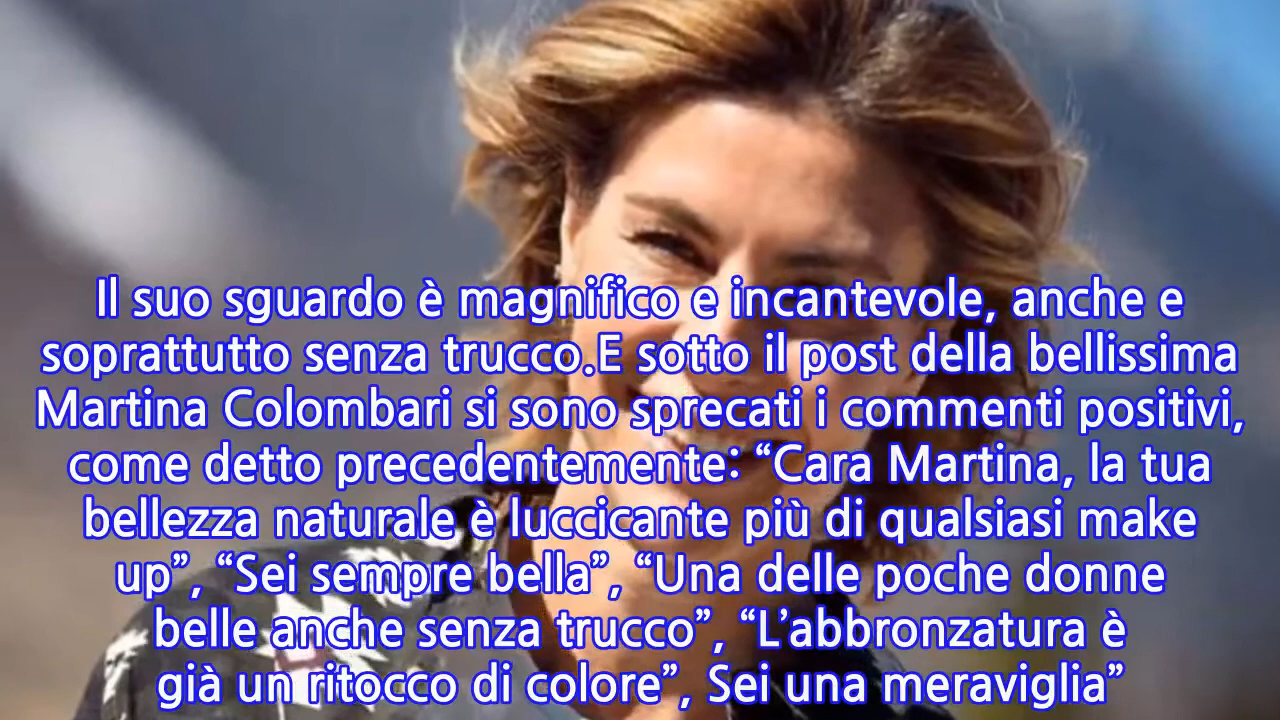 Il suo sguardo è magnifico e incantevole, anche e
soprattutto senza trucco.E sotto il post della bellissima
Martina Colombari si sono sprecati i commenti positivi,
come detto precedentemente: “Cara Martina, la tua
bellezza naturale è luccicante più di qualsiasi make
up”, “Sei sempre bella”, “Una delle poche donne
belle anche senza trucco”, “L’abbronzatura è
già un ritocco di colore”, Sei una meraviglia”